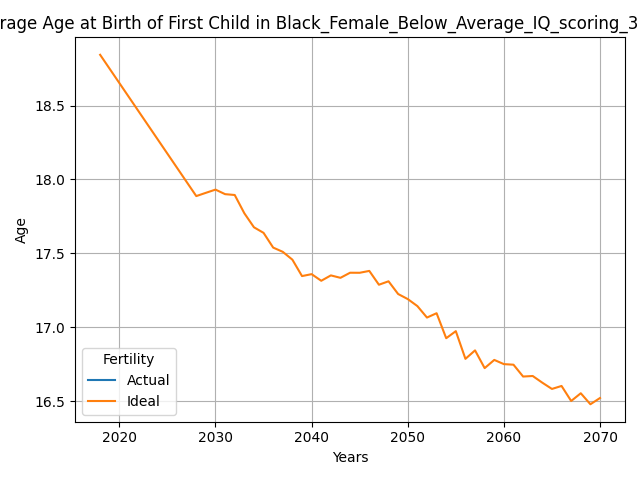 rage Age at Birth of First Child in Black_Female_Below_Average_IQ_scoring_3
Age
18.5
18.0
17.5
17.0
16.5
Fertility
Actual
Ideal
2020
2030
2040
2050
2060
2070
Years